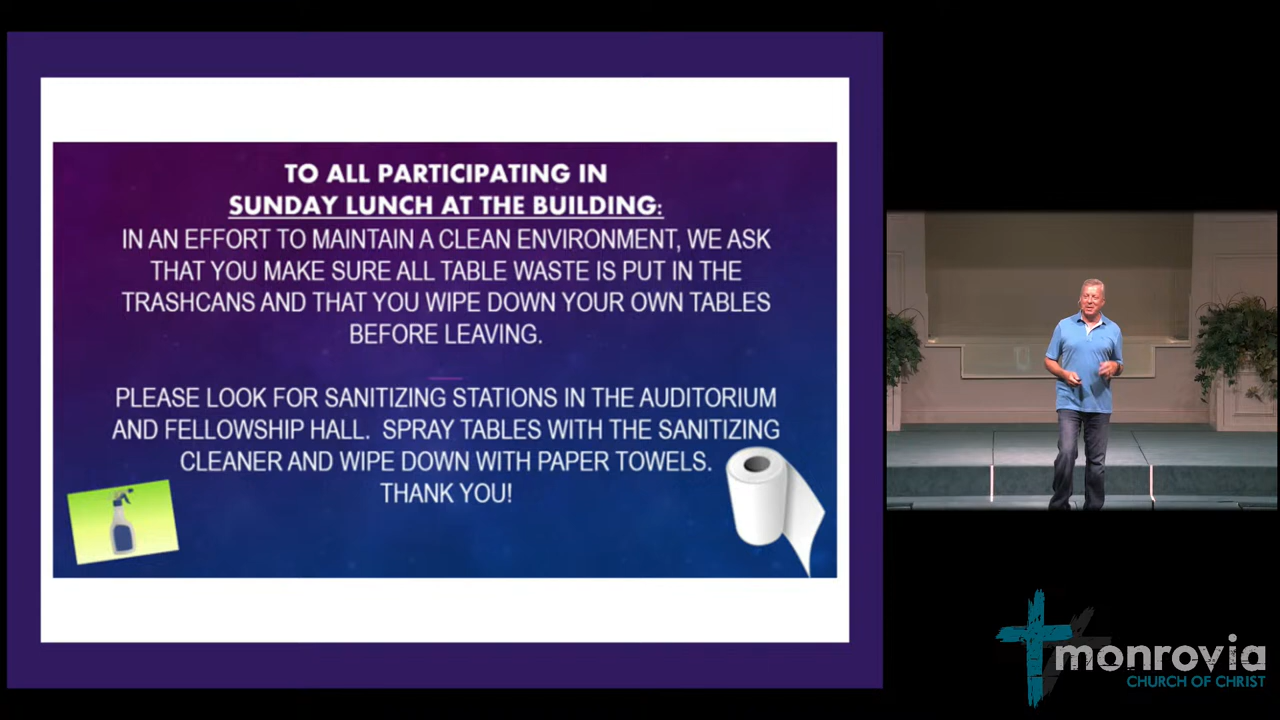 TO ALL PARTICIPATING IN
SUNDAY LUNCH AT THE BUILDING:
IN AN EFFORT TO MAINTAIN A CLEAN ENVIRONMENT, WE ASK
THAT YOU MAKE SURE ALL TABLE WASTE IS PUT IN THE
TRASHCANS AND THAT YOU WIPE DOWN YOUR OWN TABLES
BEFORE LEAVING.
PLEASE LOOK FOR SANITIZING STATIONS IN THE AUDITORIUM
AND FELLOWSHIP HALL.  SPRAY TABLES WITH THE SANITIZING
CLEANER AND WIPE DOWN WITH PAPER TOWELS.
THANK YOU!
monrovia
CHURCH OF CHRIST